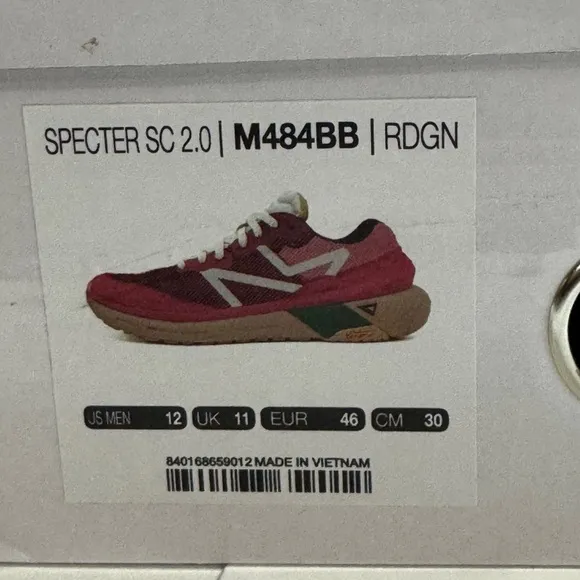 SPECTER SC 2.0 | M484BB | RDGN
US MEN 12 UK 11 EUR 46 CM 30
840168659012 MADE IN VIETNAM